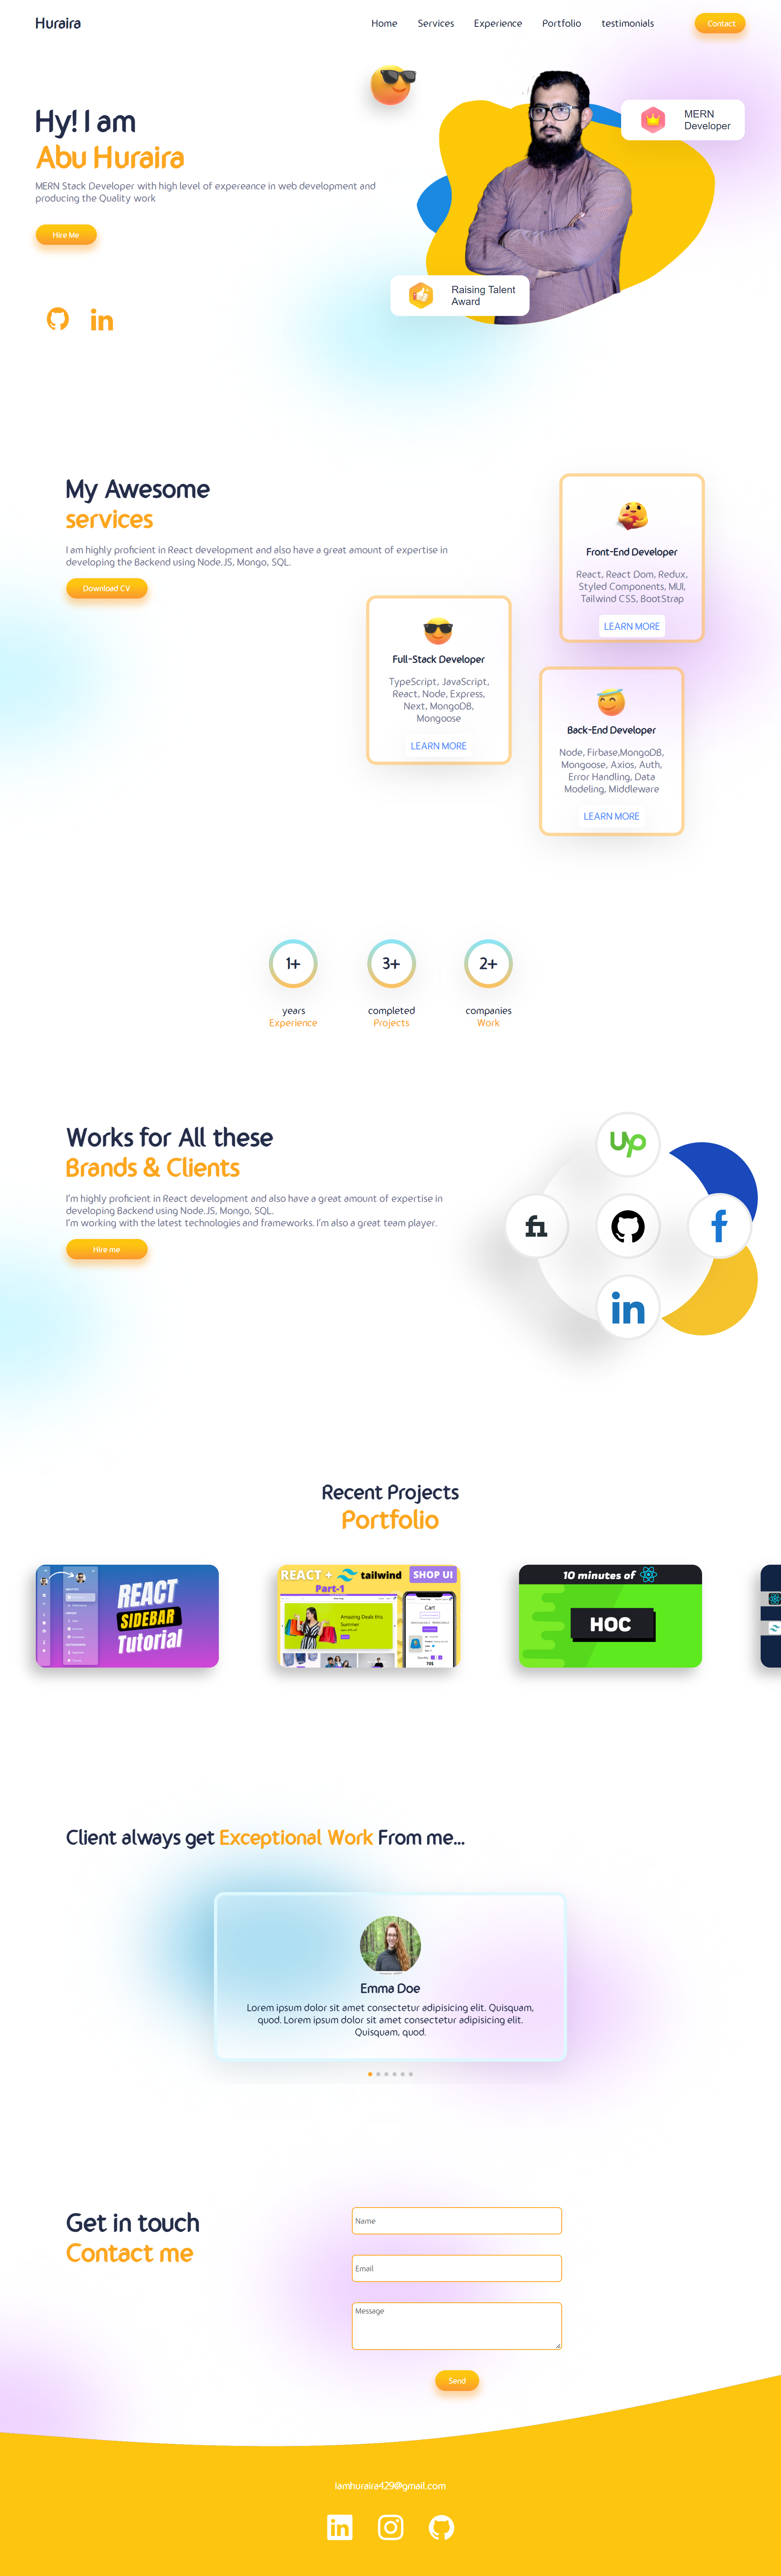 Huraira
Home Services Experience Portfolio testimonials Contact
Hy! I am
Abu Huraira
MERN Stack Developer with high level of expereance in web development and
producing the Quality work
Hire Me
MERN
Developer
Raising Talent
Award
My Awesome
services
I am highly proficient in React development and also have a great amount of expertise in
developing the Backend using Node.JS, Mongo, SQL.
Download CV
Front-End Developer
React, React Dom, Redux,
Styled Components, MUI,
Tailwind CSS, BootStrap
LEARN MORE
Full-Stack Developer
TypeScript, JavaScript,
React, Node, Express,
Next, MongoDB,
Mongoose
LEARN MORE
Back-End Developer
Node, Firbase,MongoDB,
Mongoose, Axios, Auth,
Error Handling, Data
Modeling, Middleware
LEARN MORE
1+
years
Experience
3+
completed
Projects
2+
companies
Work
Works for All these
Brands & Clients
I'm highly proficient in React development and also have a great amount of expertise in
developing Backend using Node.JS, Mongo, SQL.
I'm working with the latest technologies and frameworks. I'm also a great team player.
Hire me
Up
fi
f
in
Recent Projects
Portfolio
REACT
SIDEBAR
Tutorial
REACT + tailwind SHOP UI
Part-1
Amazing Deals this
Summer
Cart
10 minutes of
HOC
Client always get Exceptional Work From me...
Emma Doe
Lorem ipsum dolor sit amet consectetur adipisicing elit. Quisquam,
quod. Lorem ipsum dolor sit amet consectetur adipisicing elit.
Quisquam, quod.
Get in touch
Contact me
Name
Email
Message
Send
Iamhuraira429@gmail.com